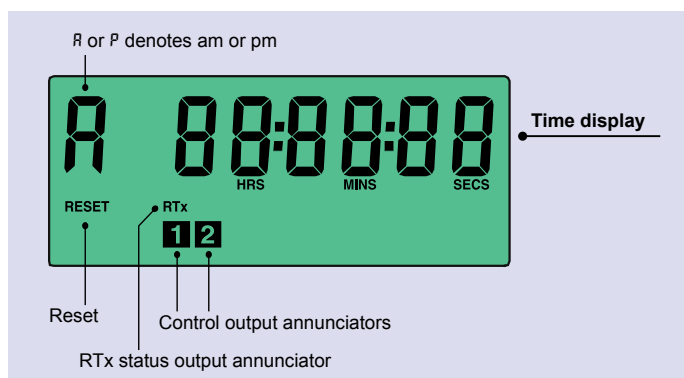 A or P denotes am or pm
A 88:88:88
Time display
HRS MINS SECS
RESET RTx
1 2
Reset
Control output annunciators
RTx status output annunciator